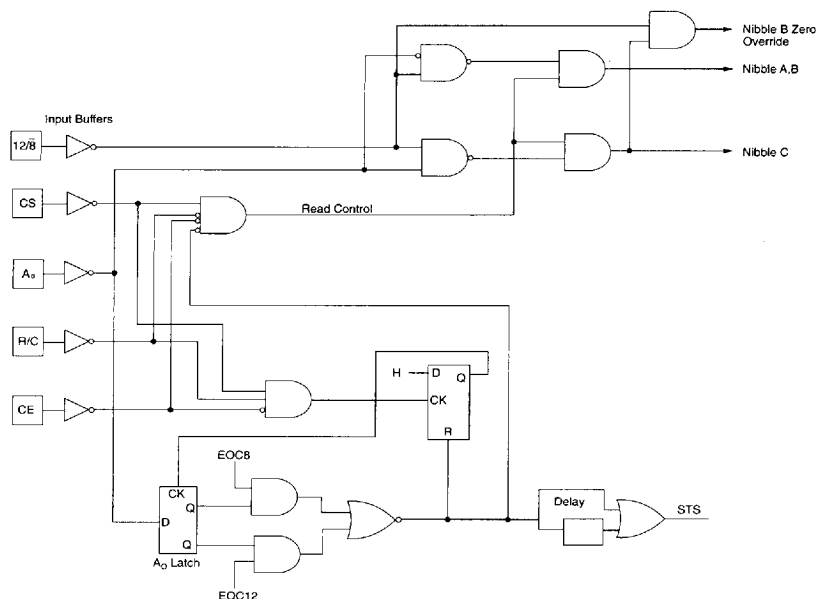 Nibble B Zero
Override
Nibble A,B
Input Buffers
12/8̅
Nibble C
CS
Read Control
A₀
R/C
H
D
Q
CK
CE
R
EOC8
CK
Q
D
Q
Delay
STS
A₀ Latch
EOC12